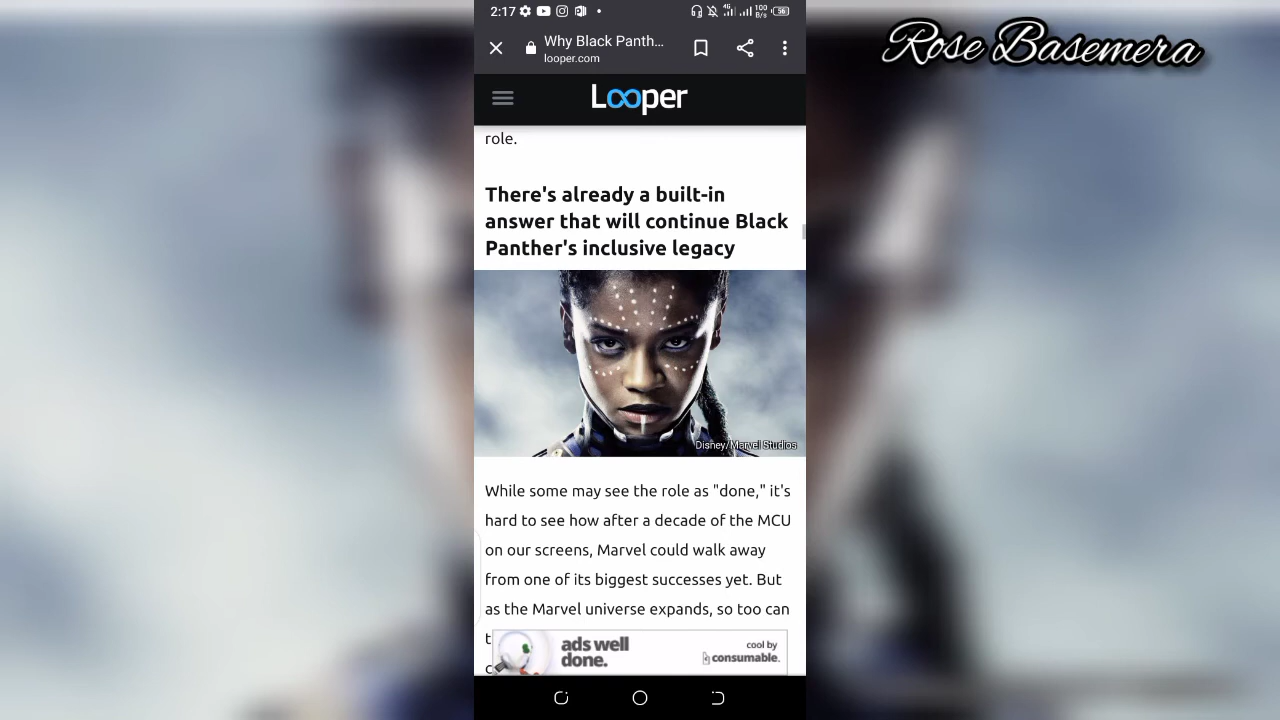 Rose Basemera
2:17
4G
100
B/s
56
Why Black Panth...
looper.com
Looper
role.
There's already a built-in
answer that will continue Black
Panther's inclusive legacy
Disney/Marvel Studios
While some may see the role as "done," it's
hard to see how after a decade of the MCU
on our screens, Marvel could walk away
from one of its biggest successes yet. But
as the Marvel universe expands, so too can
t
ads well
done.
cool by
consumable.
c